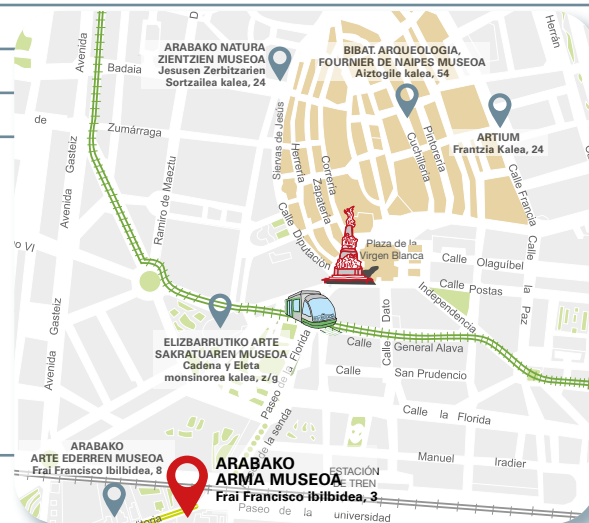 Avenida
Herrán
ARABAKO NATURA
ZIENTZIEN MUSEOA
Jesusen Zerbitzarien
Sortzailea kalea, 24
BIBAT. ARQUEOLOGIA,
FOURNIER DE NAIPES MUSEOA
Aiztogile kalea, 54
Badaia
de
Zumárraga
Gasteiz
Avenida
Ramiro de Maeztu
Siervas de Jesús
Herrería
Zapatería
Correría
Cuchillería
Pintorería
ARTIUM
Frantzia Kalea, 24
Calle Francia
Calle Diputación
Plaza de la
Virgen Blanca
Calle Olaguíbel
Calle
la
Paz
Calle Postas
Independencia
VI
Gasteiz
Avenida
ELIZBARRUTIKO ARTE
SAKRATUAREN MUSEOA
Cadena y Eleta
monsinorea kalea, z/g
Paseo de la Florida
Calle Dato
Calle General Alava
Calle San Prudencio
Calle la Florida
de la senda
Manuel Iradier
ARABAKO
ARTE EDERREN MUSEOA
Frai Francisco Ibilbidea, 8
ARABAKO
ARMA MUSEOA
Frai Francisco ibilbidea, 3
ESTACIÓN
DE TREN
Paseo de la universidad